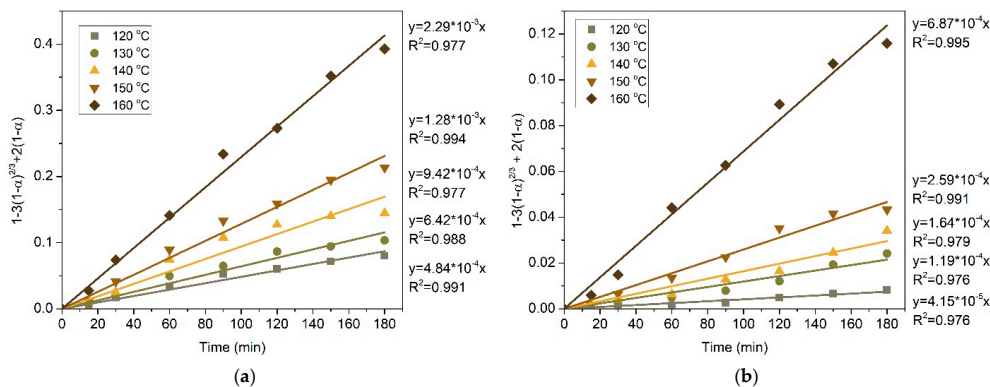 1-3(1-α)^2/3+2(1-α)
0.4
0.3
0.2
0.1
0.0
120 °C
130 °C
140 °C
150 °C
160 °C
y=2.29*10^-3x
R^2=0.977
y=1.28*10^-3x
R^2=0.994
y=9.42*10^-4x
R^2=0.977
y=6.42*10^-4x
R^2=0.988
y=4.84*10^-4x
R^2=0.991
0 20 40 60 80 100 120 140 160 180
Time (min)
(a)
1-3(1-α)^2/3 + 2(1-α)
0.12
0.10
0.08
0.06
0.04
0.02
0.00
120 °C
130 °C
140 °C
150 °C
160 °C
y=6.87*10^-4x
R^2=0.995
y=2.59*10^-4x
R^2=0.991
y=1.64*10^-4x
R^2=0.979
y=1.19*10^-4x
R^2=0.976
y=4.15*10^-5x
R^2=0.976
0 20 40 60 80 100 120 140 160 180
Time (min)
(b)